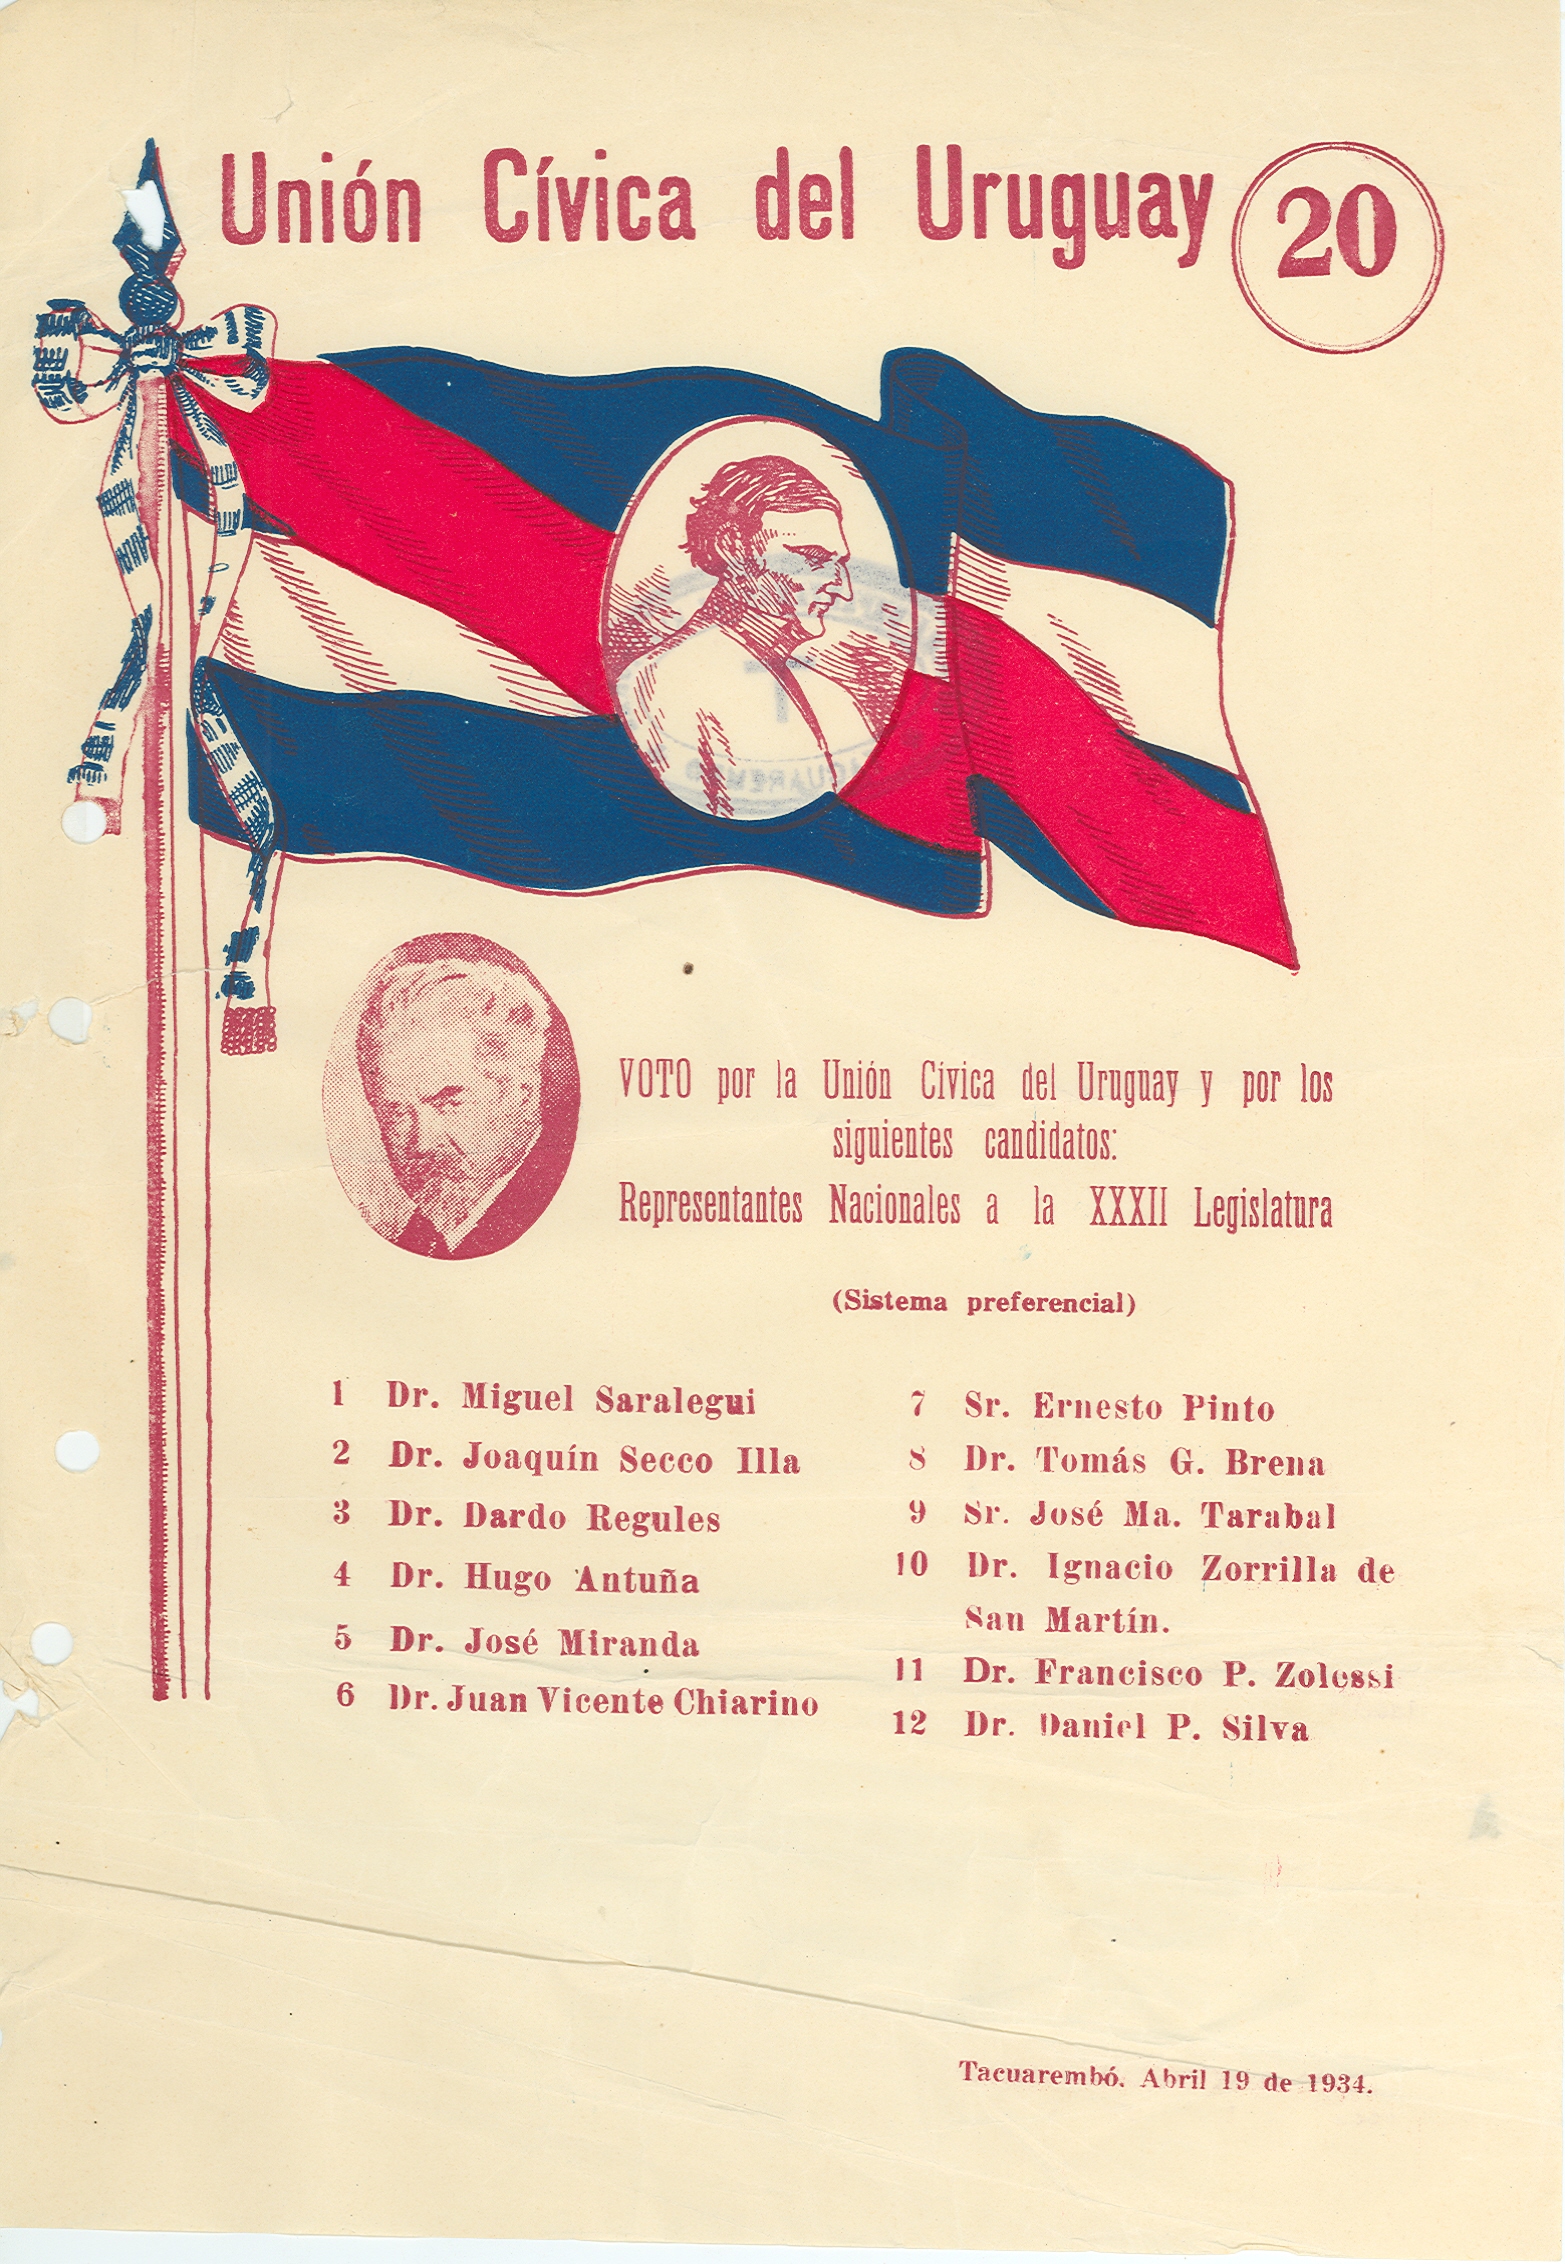 Unión Cívica del Uruguay 20
VOTO por la Unión Cívica del Uruguay y por los
siguientes candidatos:
Representantes Nacionales a la XXXII Legislatura
(Sistema preferencial)
1 Dr. Miguel Saralegui
2 Dr. Joaquín Secco Illa
3 Dr. Dardo Regules
4 Dr. Hugo Antuña
5 Dr. José Miranda
6 Dr. Juan Vicente Chiarino
7 Sr. Ernesto Pinto
8 Dr. Tomás G. Brena
9 Sr. José Ma. Tarabal
10 Dr. Ignacio Zorrilla de
San Martín.
11 Dr. Francisco P. Zolessi
12 Dr. Daniel P. Silva
Tacuarembó. Abril 19 de 1934.